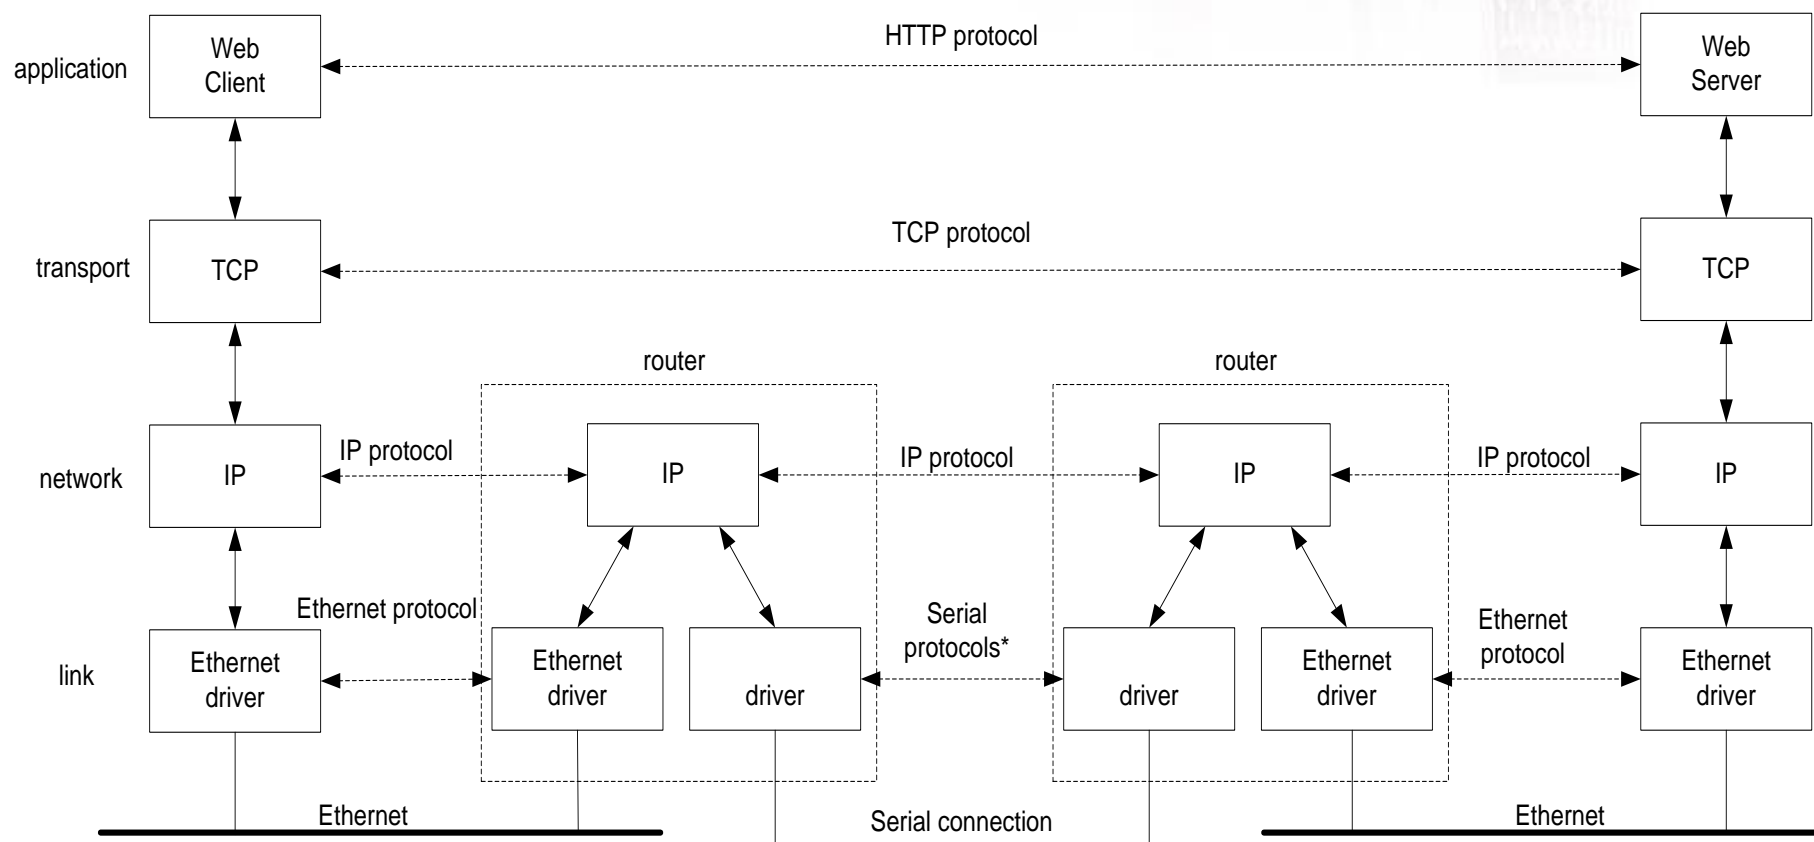 HTTP protocol
Web
Client
application
Web
Server
TCP protocol
transport
TCP
TCP
router
router
network
IP
IP protocol
IP
IP protocol
IP
IP protocol
IP
link
Ethernet
driver
Ethernet protocol
Ethernet
driver
driver
Serial
protocols*
driver
Ethernet
driver
Ethernet
protocol
Ethernet
driver
Ethernet
Serial connection
Ethernet